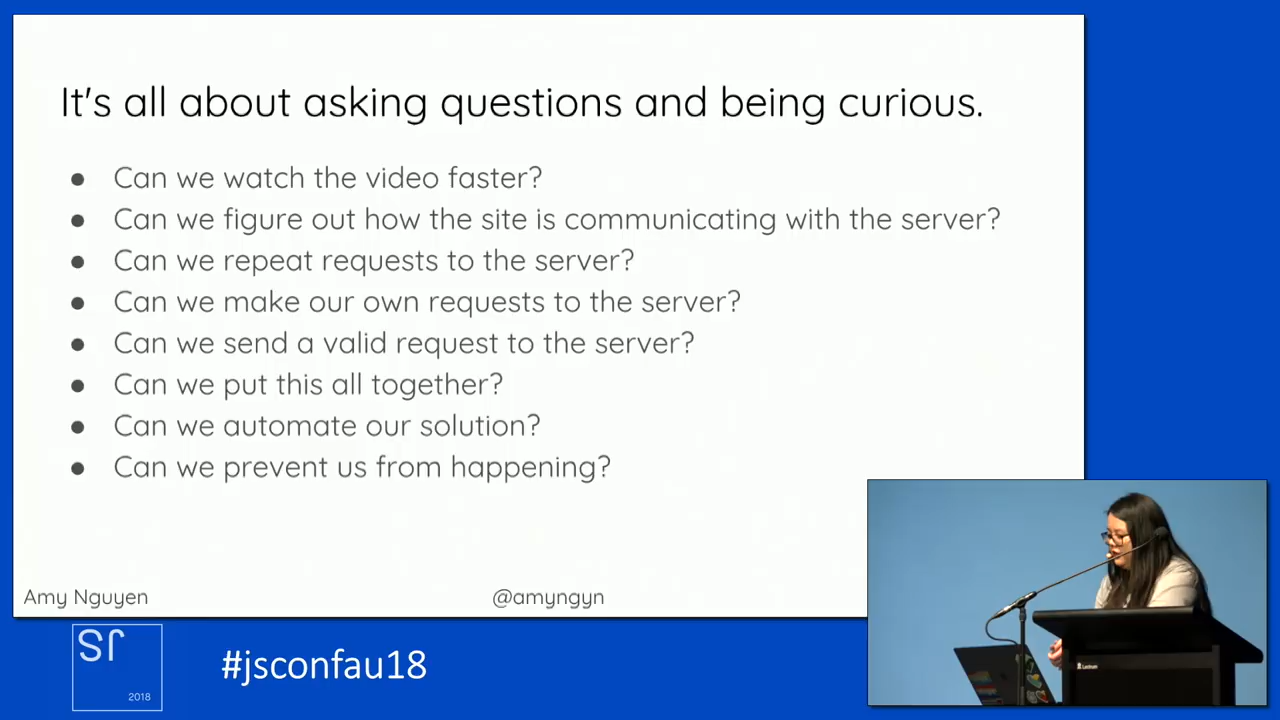 It's all about asking questions and being curious.
● Can we watch the video faster?
● Can we figure out how the site is communicating with the server?
● Can we repeat requests to the server?
● Can we make our own requests to the server?
● Can we send a valid request to the server?
● Can we put this all together?
● Can we automate our solution?
● Can we prevent us from happening?
Amy Nguyen
@amyngyn
#jsconfau18
2018
Lectrum